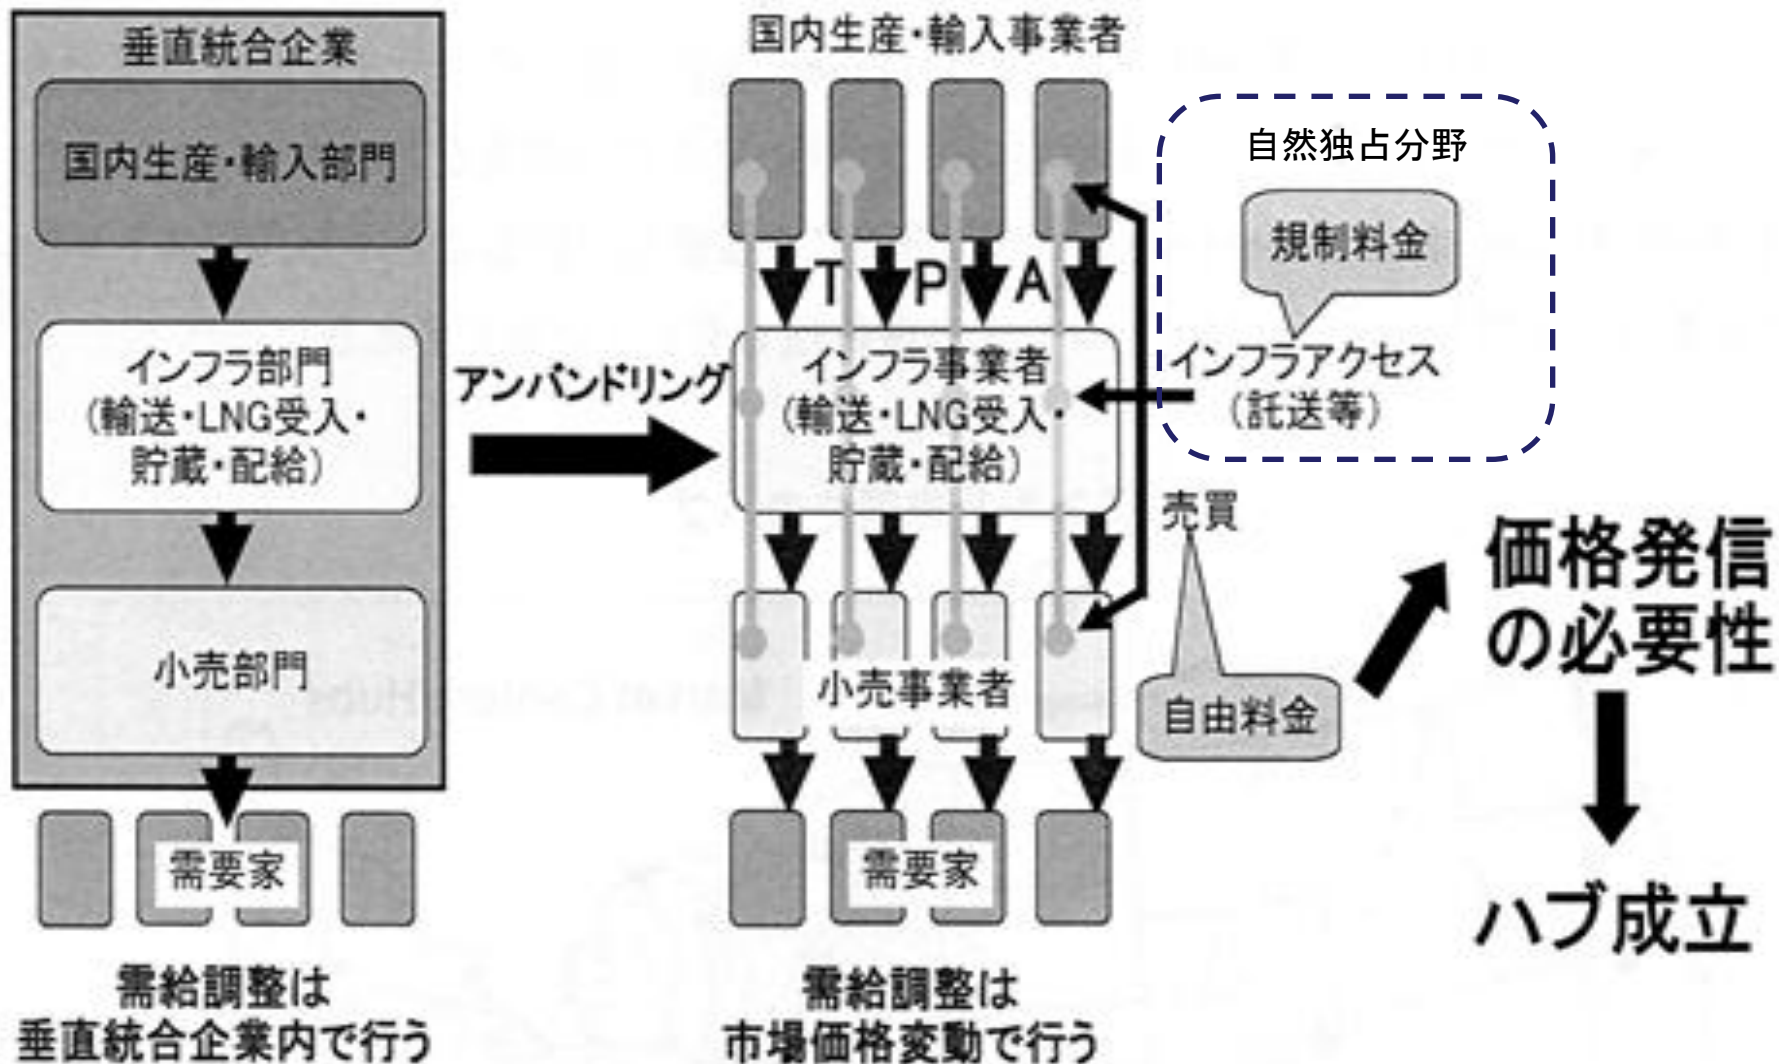 垂直統合企業
国内生産・輸入部門
インフラ部門
(輸送・LNG受入・
貯蔵・配給)
小売部門
需要家
需給調整は
垂直統合企業内で行う
アンバンドリング
国内生産・輸入事業者
T P A
インフラ事業者
(輸送・LNG受入・
貯蔵・配給)
小売事業者
需要家
需給調整は
市場価格変動で行う
自然独占分野
規制料金
インフラアクセス
(託送等)
売買
自由料金
価格発信
の必要性
ハブ成立